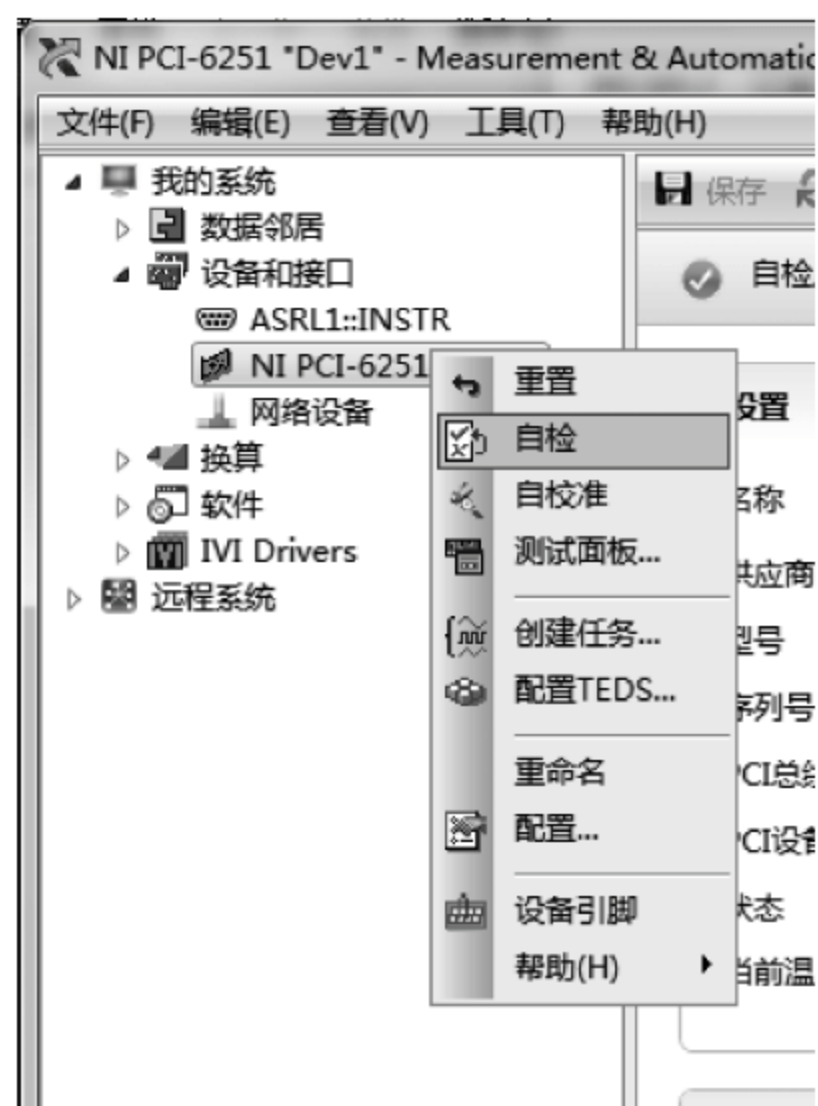 NI PCI-6251 "Dev1" - Measurement & Automatic
文件(F) 编辑(E) 查看(V) 工具(T) 帮助(H)
我的系统
数据邻居
设备和接口
ASRL1::INSTR
NI PCI-6251
网络设备
换算
软件
IVI Drivers
远程系统
保存
自检
重置
自检
自校准
测试面板...
创建任务...
配置TEDS...
重命名
配置...
设备引脚
帮助(H)
设置
名称
供应商
型号
序列号
PCI总线
PCI设备
状态
当前温